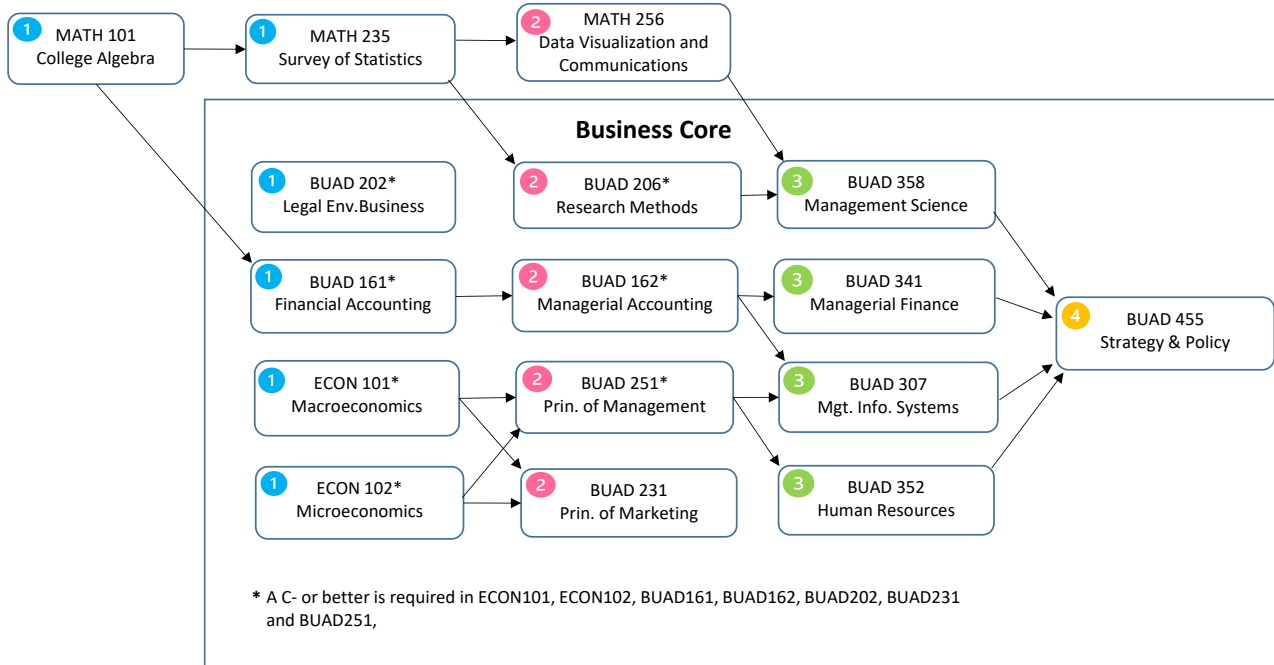 1
MATH 101
College Algebra
1
MATH 235
Survey of Statistics
2
MATH 256
Data Visualization and
Communications
Business Core
1
BUAD 202*
Legal Env.Business
2
BUAD 206*
Research Methods
3
BUAD 358
Management Science
1
BUAD 161*
Financial Accounting
2
BUAD 162*
Managerial Accounting
3
BUAD 341
Managerial Finance
4
BUAD 455
Strategy & Policy
1
ECON 101*
Macroeconomics
2
BUAD 251*
Prin. of Management
3
BUAD 307
Mgt. Info. Systems
1
ECON 102*
Microeconomics
2
BUAD 231
Prin. of Marketing
3
BUAD 352
Human Resources
* A C- or better is required in ECON101, ECON102, BUAD161, BUAD162, BUAD202, BUAD231
and BUAD251,